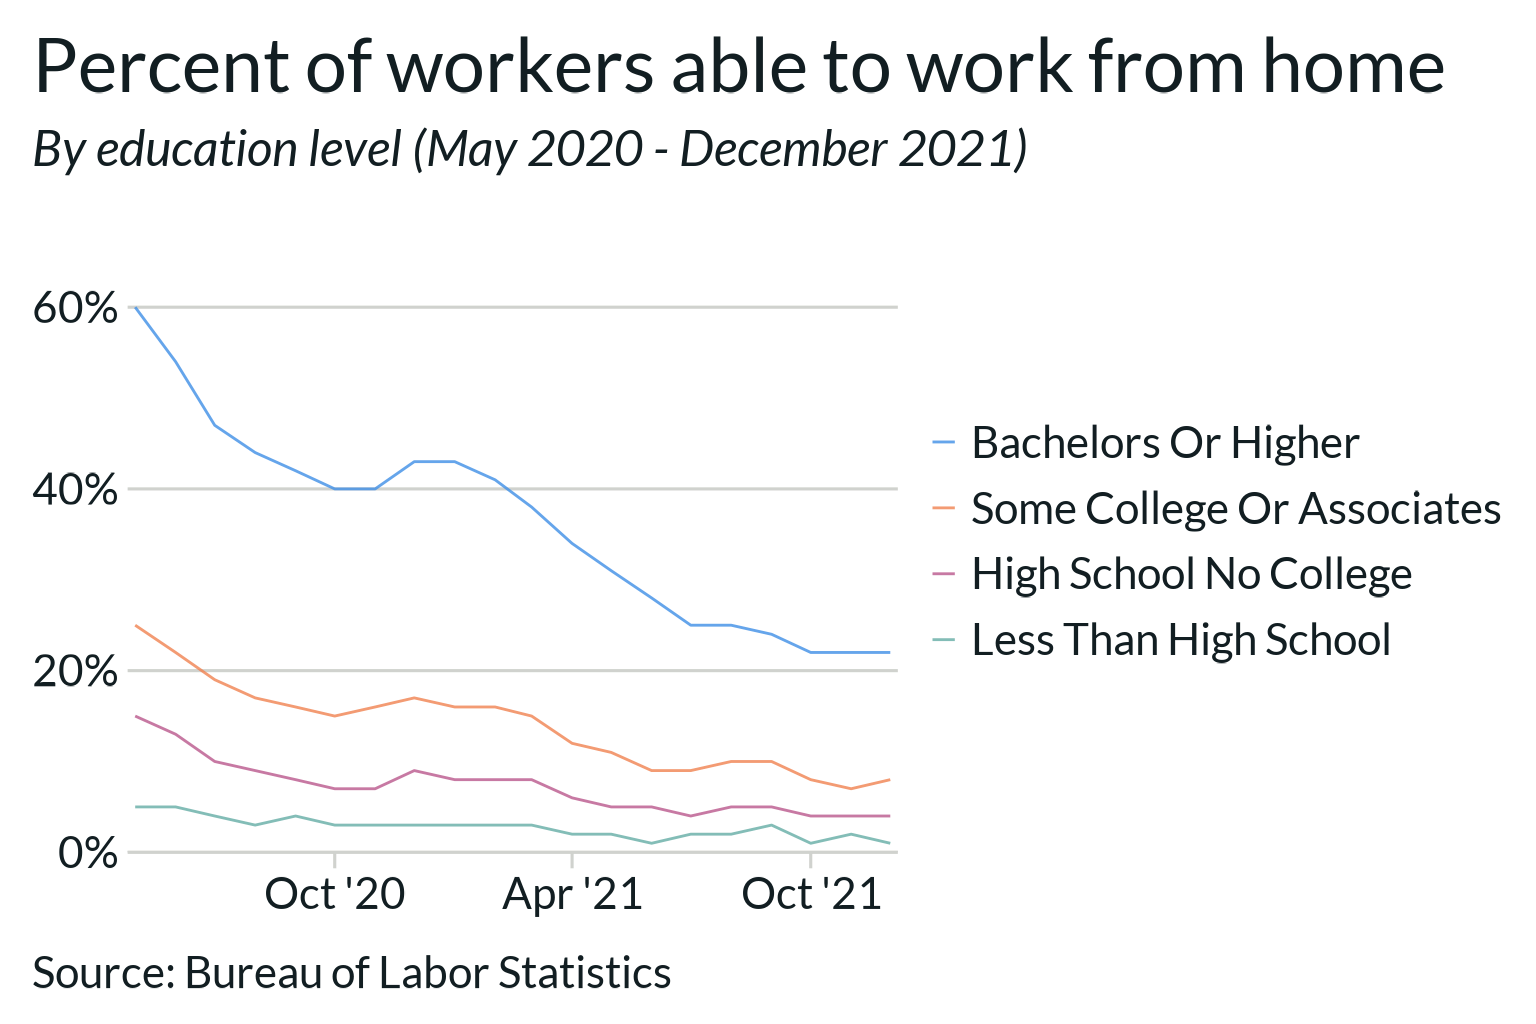 Percent of workers able to work from home
By education level (May 2020 - December 2021)
60%
40%
20%
0%
Oct '20
Apr '21
Oct '21
Bachelors Or Higher
Some College Or Associates
High School No College
Less Than High School
Source: Bureau of Labor Statistics